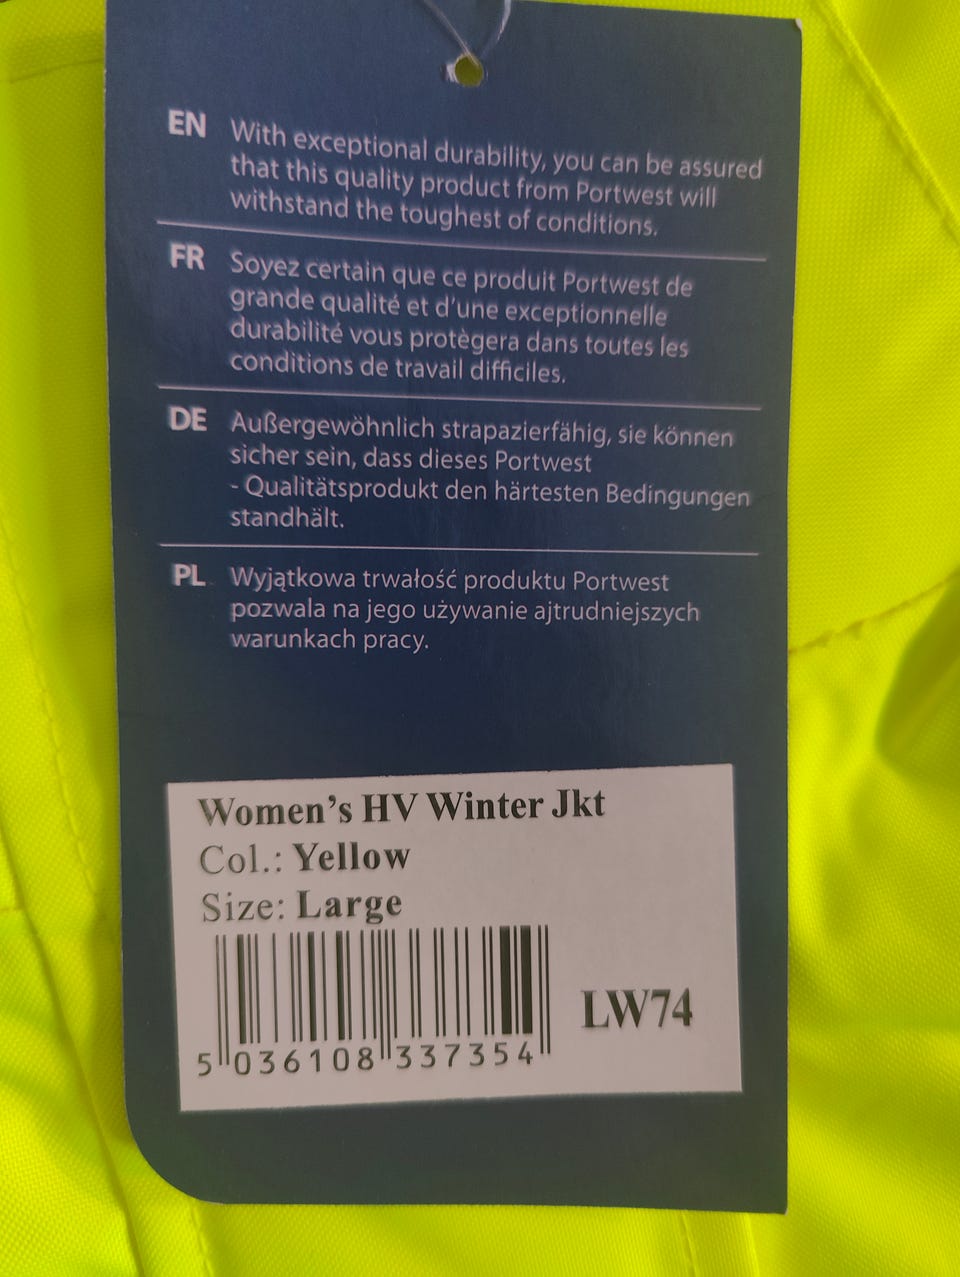 EN With exceptional durability, you can be assured
that this quality product from Portwest will
withstand the toughest of conditions.
FR Soyez certain que ce produit Portwest de
grande qualité et d'une exceptionnelle
durabilité vous protègera dans toutes les
conditions de travail difficiles.
DE Außergewöhnlich strapazierfähig, sie können
sicher sein, dass dieses Portwest
- Qualitätsprodukt den härtesten Bedingungen
standhält.
PL Wyjątkowa trwałość produktu Portwest
pozwala na jego używanie ajtrudniejszych
warunkach pracy.
Women's HV Winter Jkt
Col.: Yellow
Size: Large
LW74
5 036108 337354